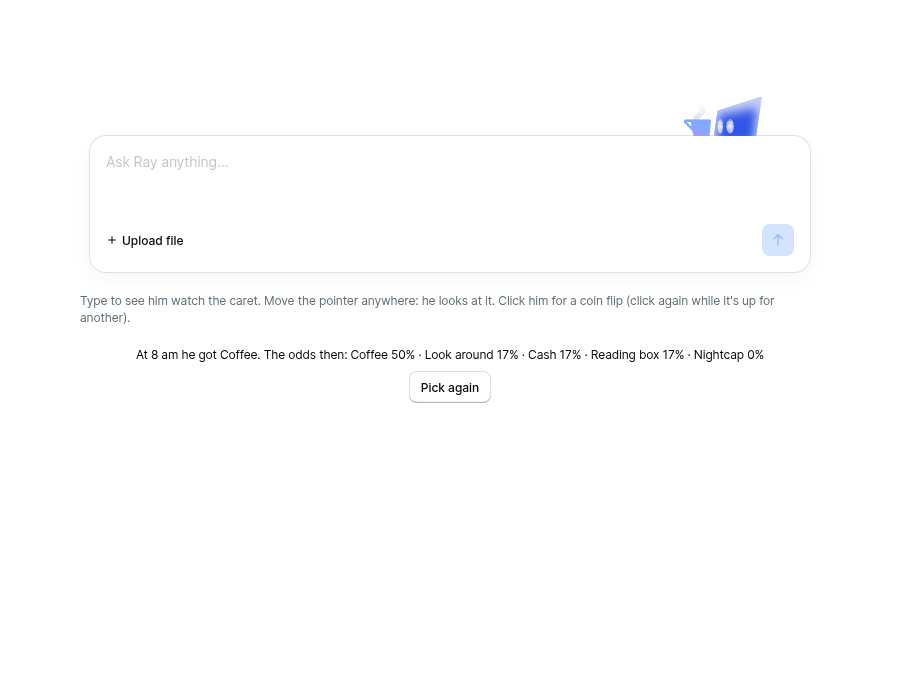 Ask Ray anything...
+ Upload file
Type to see him watch the caret. Move the pointer anywhere: he looks at it. Click him for a coin flip (click again while it's up for
another).
At 8 am he got Coffee. The odds then: Coffee 50% · Look around 17% · Cash 17% · Reading box 17% · Nightcap 0%
Pick again